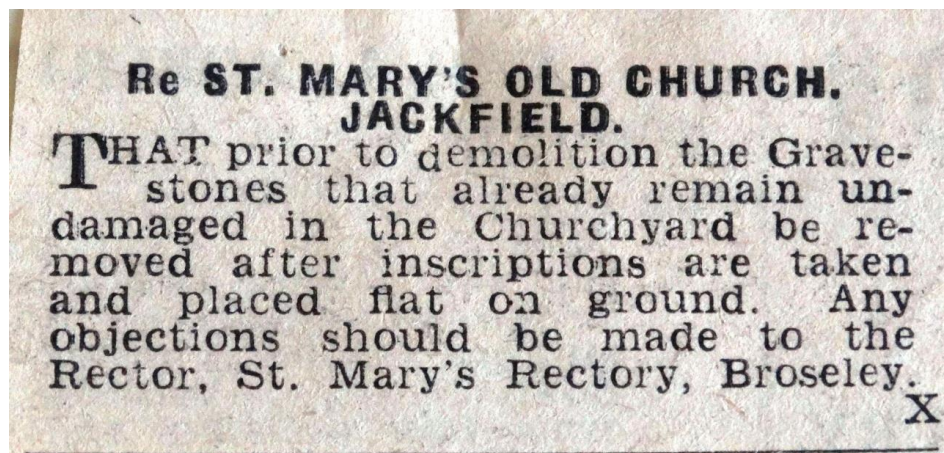 Re ST. MARY'S OLD CHURCH.
JACKFIELD.
THAT prior to demolition the Grave-
stones that already remain un-
damaged in the Churchyard be re-
moved after inscriptions are taken
and placed flat on ground. Any
objections should be made to the
Rector, St. Mary's Rectory, Broseley.
X